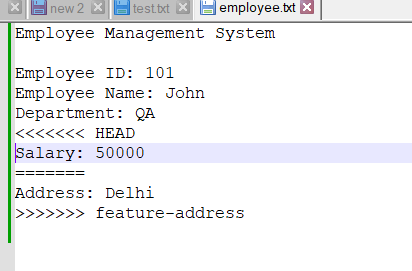 new 2 test.txt employee.txt
Employee Management System
Employee ID: 101
Employee Name: John
Department: QA
<<<<<<< HEAD
Salary: 50000
=======
Address: Delhi
>>>>>>> feature-address